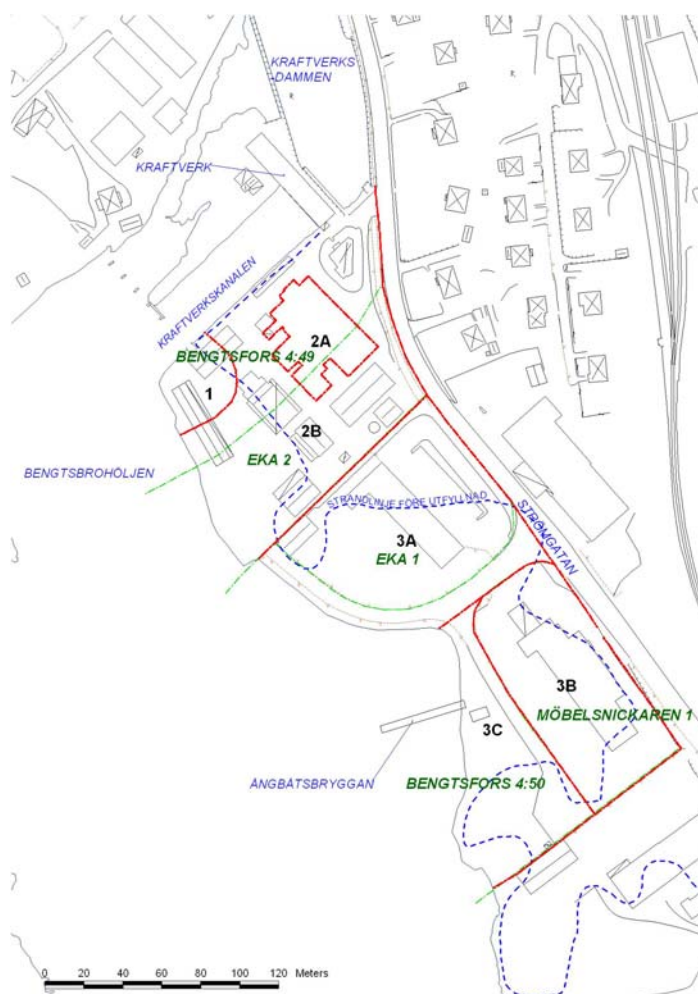 KRAFTVERKS
-DAMMEN
KRAFTVERK
KRAFTVERKSKANALEN
2A
BENGTSFORS 4:49
1
2B
EKA 2
BENGTSBROHÖLJEN
STRANDLINJE FÖRE UTFYLLNAD
STRÖMGATAN
3A
EKA 1
3B
MÖBELSNICKAREN 1
3C
BENGTSFORS 4:50
ÅNGBÅTSBRYGGAN
0 20 40 60 80 100 120 Meters